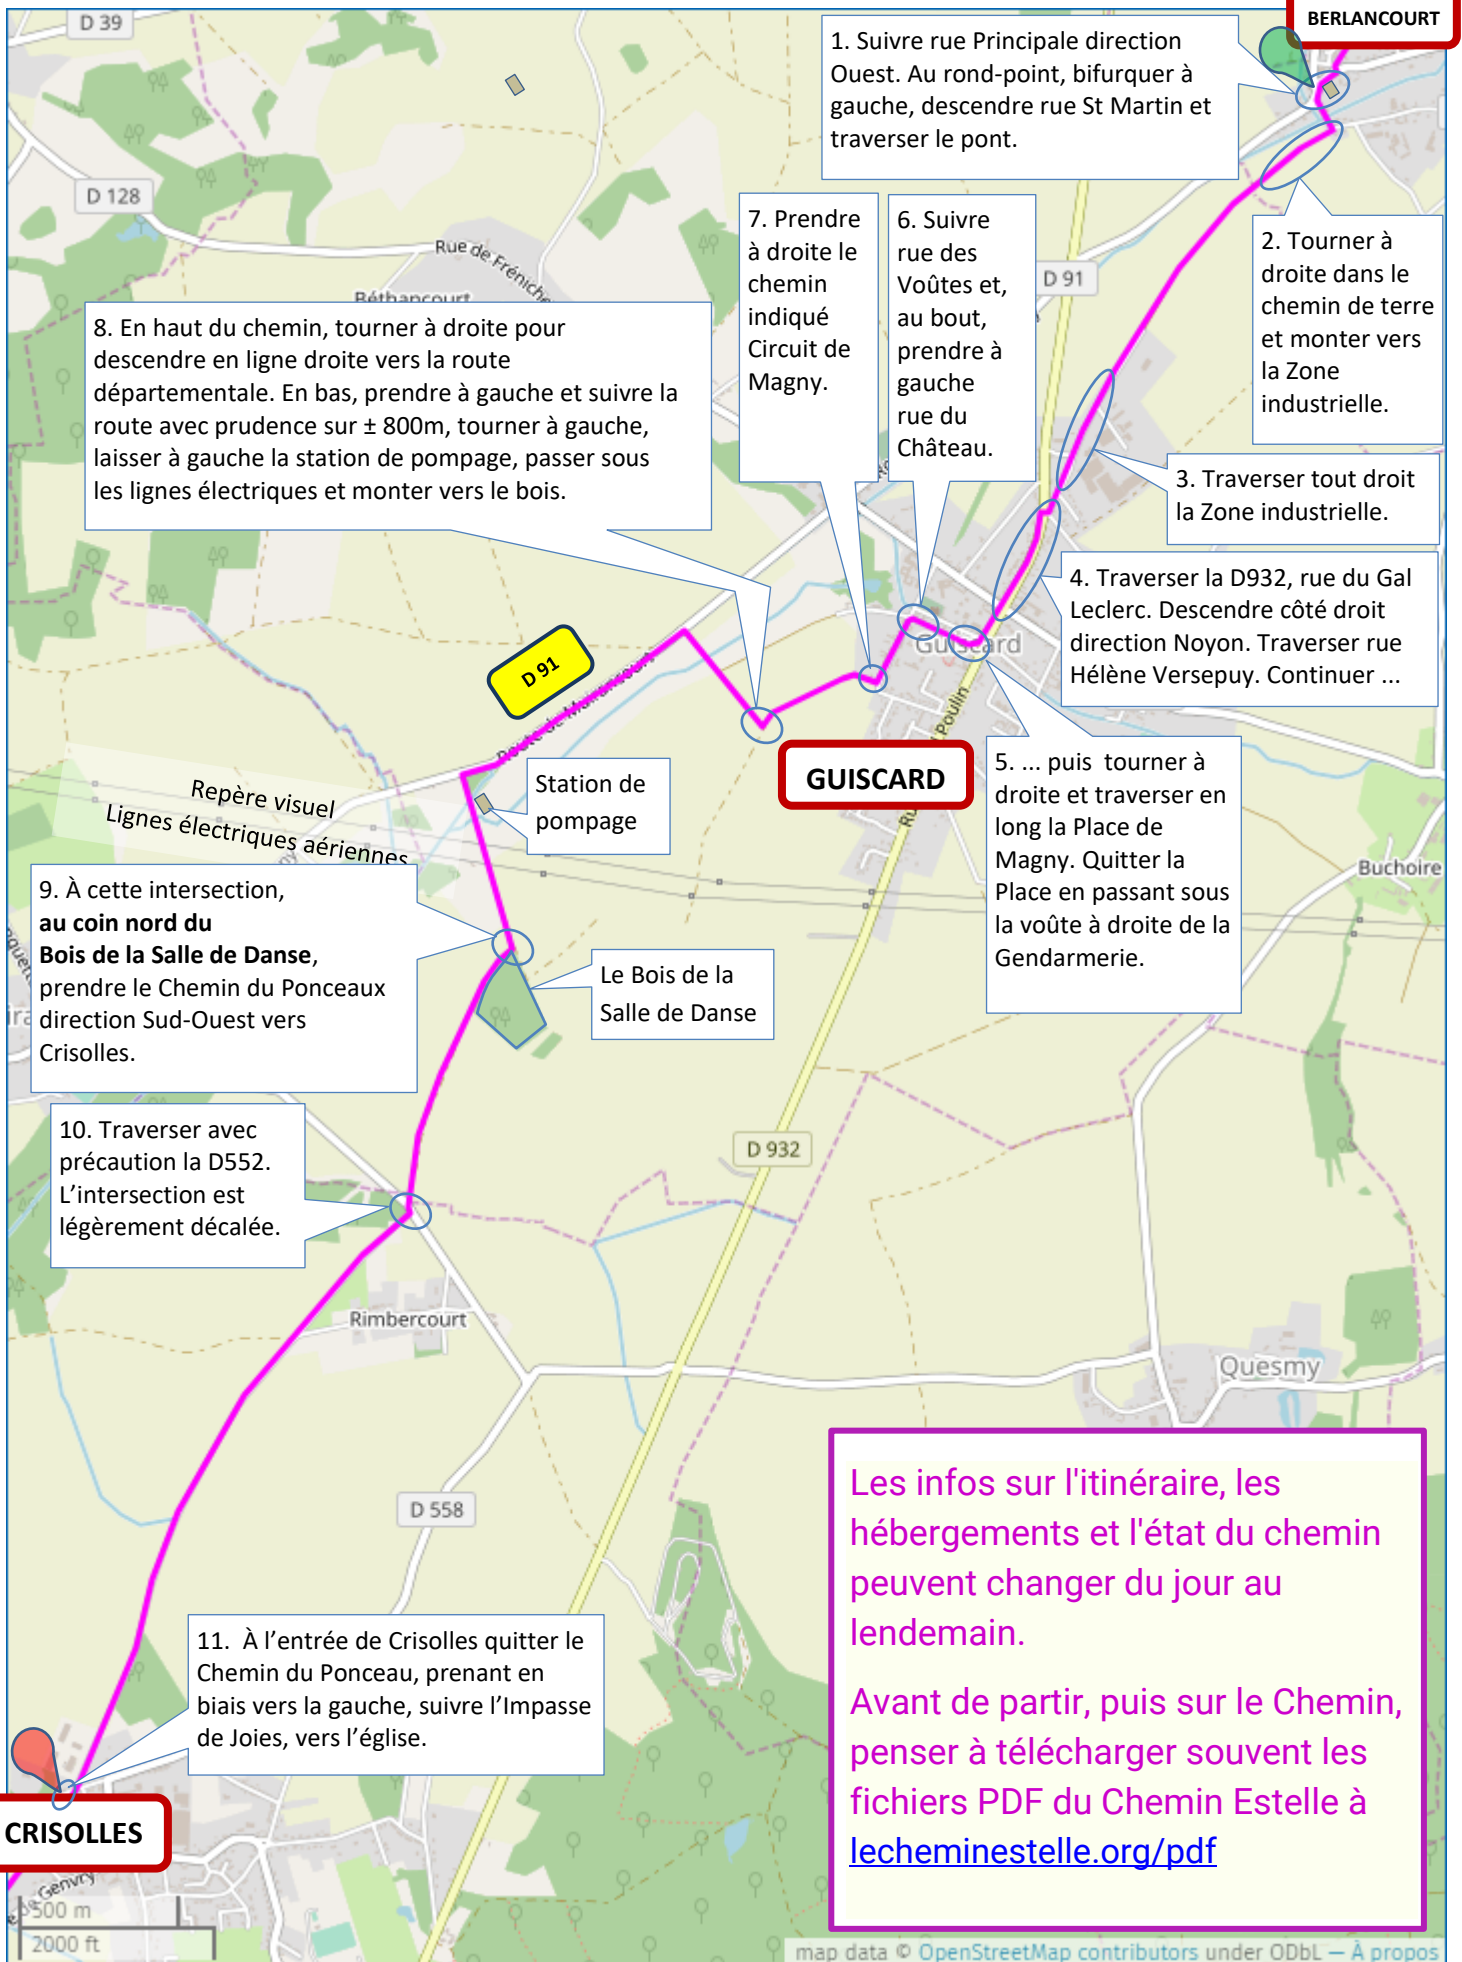 D 39
BERLANCOURT
1. Suivre rue Principale direction
Ouest. Au rond-point, bifurquer à
gauche, descendre rue St Martin et
traverser le pont.
D 128
Rue de Fréniche
Béthancourt
7. Prendre
à droite le
chemin
indiqué
Circuit de
Magny.
6. Suivre
rue des
Voûtes et,
au bout,
prendre à
gauche
rue du
Château.
D 91
2. Tourner à
droite dans le
chemin de terre
et monter vers
la Zone
industrielle.
8. En haut du chemin, tourner à droite pour
descendre en ligne droite vers la route
départementale. En bas, prendre à gauche et suivre la
route avec prudence sur ± 800m, tourner à gauche,
laisser à gauche la station de pompage, passer sous
les lignes électriques et monter vers le bois.
3. Traverser tout droit
la Zone industrielle.
4. Traverser la D932, rue du Gal
Leclerc. Descendre côté droit
direction Noyon. Traverser rue
Hélène Versepuy. Continuer ...
Guiscard
D 91
Route de
Poulin
GUISCARD
5. ... puis tourner à
droite et traverser en
long la Place de
Magny. Quitter la
Place en passant sous
la voûte à droite de la
Gendarmerie.
Station de
pompage
Repère visuel
Lignes électriques aériennes
Buchoire
9. À cette intersection,
au coin nord du
Bois de la Salle de Danse,
prendre le Chemin du Ponceaux
direction Sud-Ouest vers
Crisolles.
Le Bois de la
Salle de Danse
10. Traverser avec
précaution la D552.
L’intersection est
légèrement décalée.
D 932
Rimbercourt
Quesmy
D 558
Les infos sur l'itinéraire, les
hébergements et l'état du chemin
peuvent changer du jour au
lendemain.
Avant de partir, puis sur le Chemin,
penser à télécharger souvent les
fichiers PDF du Chemin Estelle à
lecheminestelle.org/pdf
11. À l’entrée de Crisolles quitter le
Chemin du Ponceau, prenant en
biais vers la gauche, suivre l’Impasse
de Joies, vers l’église.
CRISOLLES
de Genvry
500 m
2000 ft
map data © OpenStreetMap contributors under ODbL — À propos